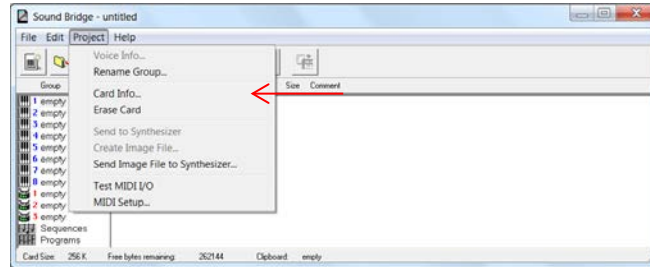 Sound Bridge - untitled
File Edit Project Help
Voice Info...
Rename Group...
Card Info...
Erase Card
Send to Synthesizer
Create Image File...
Send Image File to Synthesizer...
Test MIDI I/O
MIDI Setup...
Group Size Comment
1 empty
2 empty
3 empty
4 empty
5 empty
6 empty
7 empty
8 empty
1 empty
2 empty
3 empty
Sequences
Programs
Card Size 256 K Free bytes remaining: 262144 Clipboard: empty